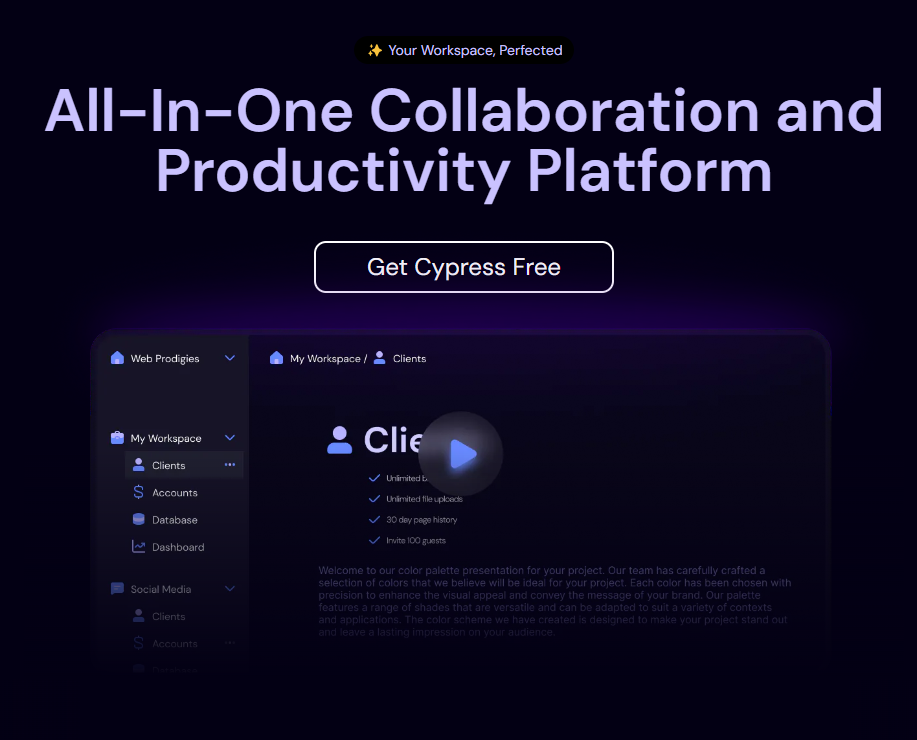 ✨ Your Workspace, Perfected
All-In-One Collaboration and
Productivity Platform
Get Cypress Free
Web Prodigies
My Workspace / Clients
My Workspace
Clients
Accounts
Database
Dashboard
Social Media
Clients
Accounts
Clie
Unlimited
Unlimited file uploads
30 day page history
Invite 100 guests
Welcome to our color palette presentation for your project. Our team has carefully crafted a
selection of colors that we believe will be ideal for your project. Each color has been chosen with
precision to enhance the visual appeal and convey the message of your brand. Our palette
features a range of shades that are versatile and can be adapted to suit a variety of contexts
and applications. The color scheme we have created is designed to make your project stand out
and leave a lasting impression on your audience.